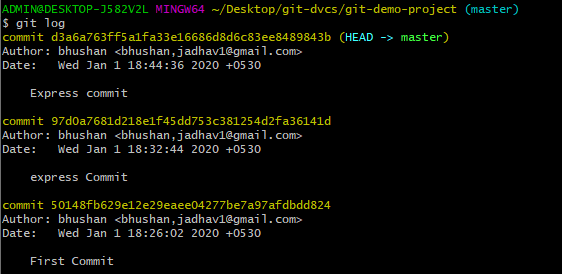 ADMIN@DESKTOP-J582V2L MINGW64 ~/Desktop/git-dvcs/git-demo-project (master)
$ git log
commit d3a6a763ff5a1fa33e16686d8d6c83ee8489843b (HEAD -> master)
Author: bhushan <bhushan,jadhav1@gmail.com>
Date:   Wed Jan 1 18:44:36 2020 +0530
    Express commit
commit 97d0a7681d218e1f45dd753c381254d2fa36141d
Author: bhushan <bhushan,jadhav1@gmail.com>
Date:   Wed Jan 1 18:32:44 2020 +0530
    express Commit
commit 50148fb629e12e29eaee04277be7a97afdbdd824
Author: bhushan <bhushan,jadhav1@gmail.com>
Date:   Wed Jan 1 18:26:02 2020 +0530
    First Commit